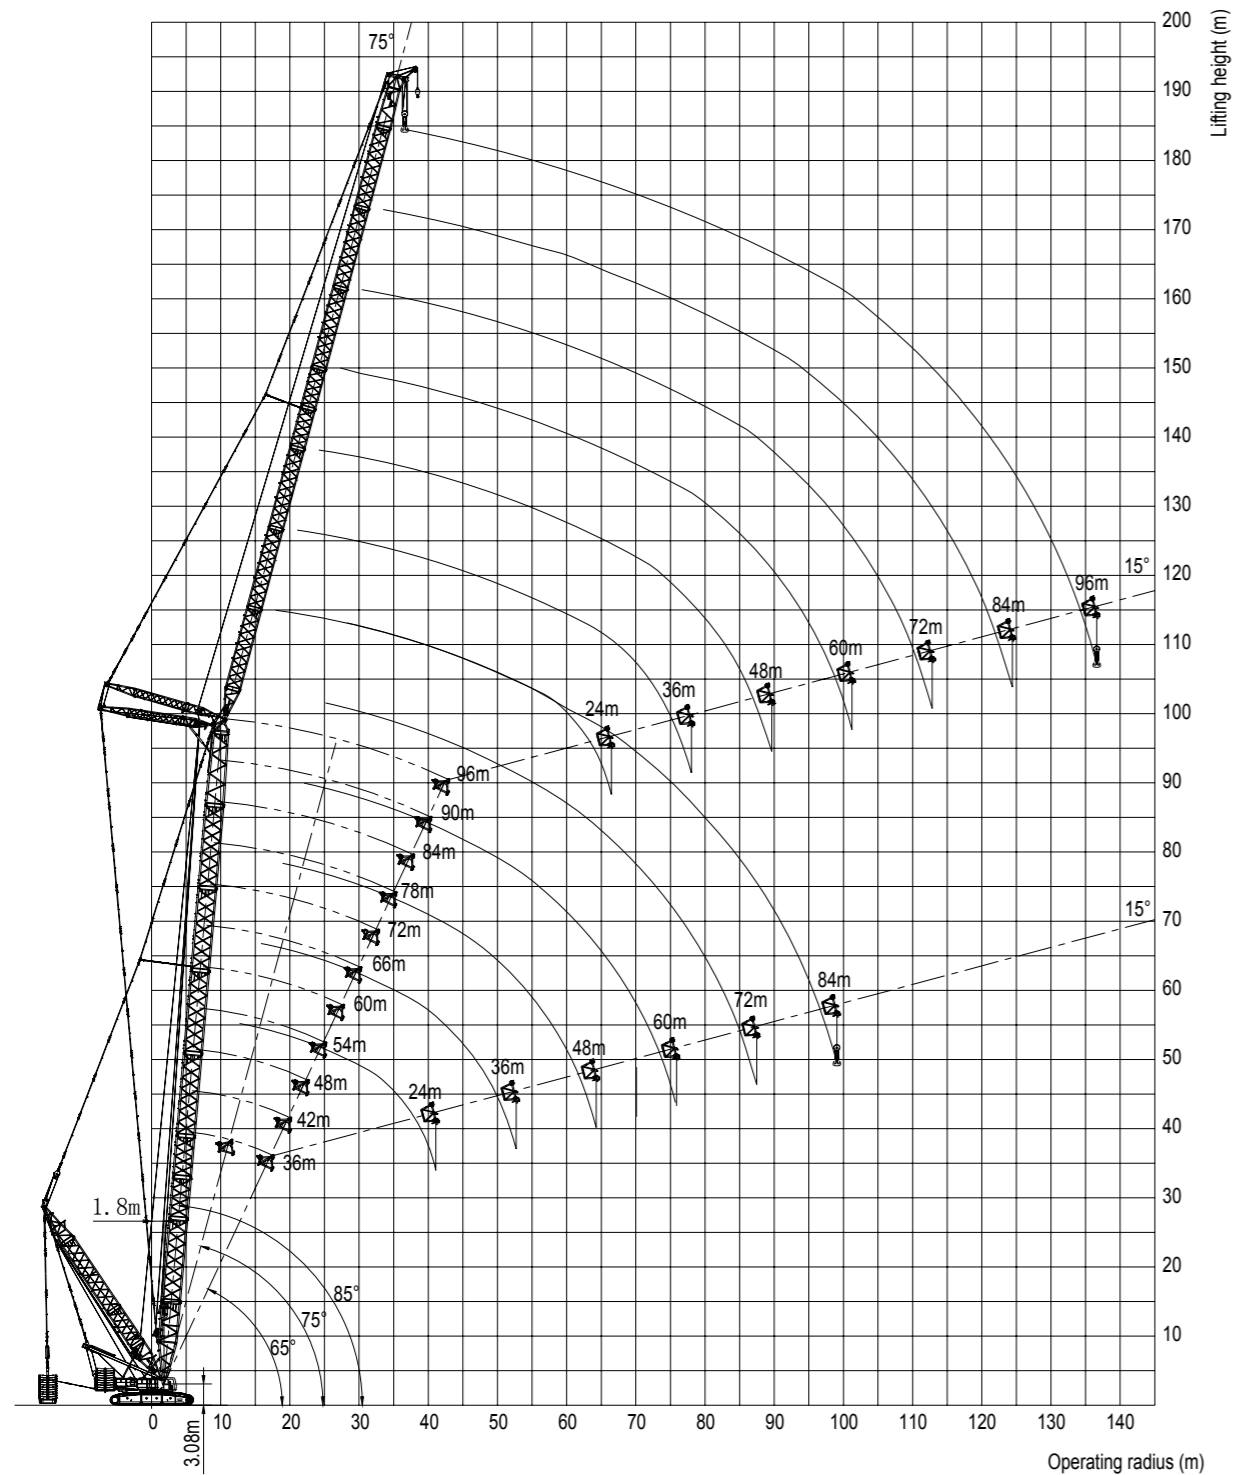 200
Lifting height (m)
75°
190
180
170
160
150
140
130
120
15°
96m
84m
110
72m
60m
48m
36m
24m
100
96m
90
90m
84m
80
78m
72m
70
15°
66m
60m
60
84m
72m
60m
54m
50
48m
36m
24m
48m
42m
40
36m
30
1.8m
20
85°
75°
65°
10
0 10 20 30 40 50 60 70 80 90 100 110 120 130 140
3.08m
Operating radius (m)